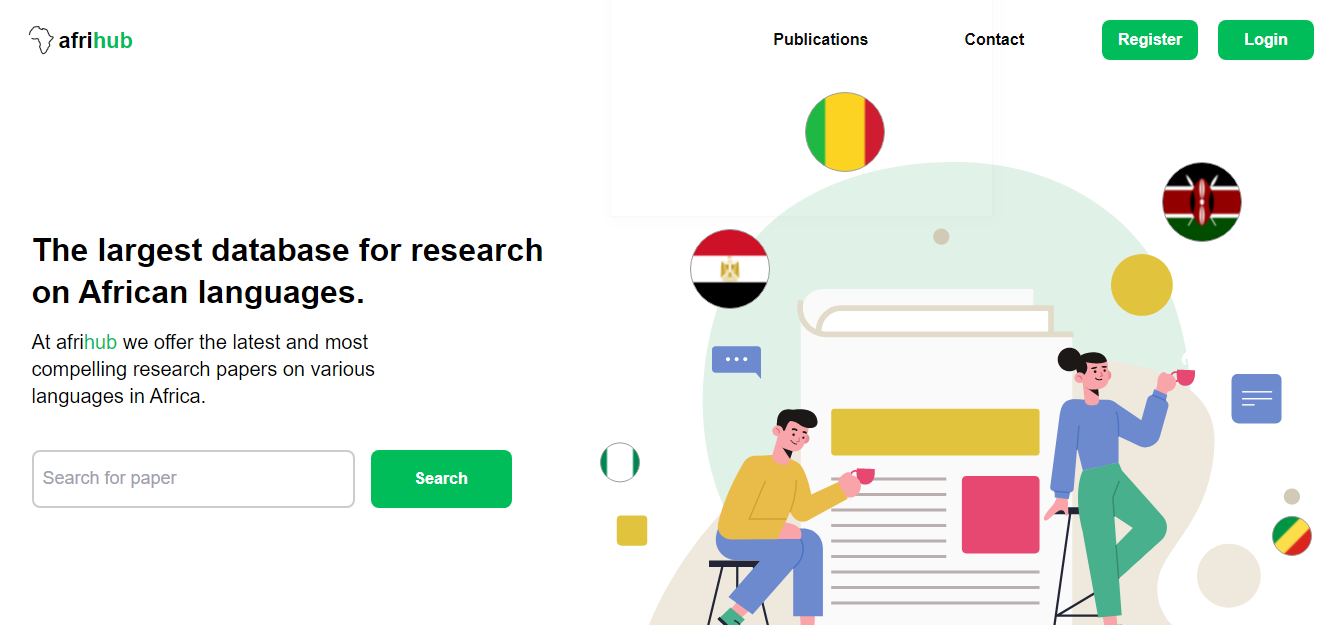 afrihub
Publications
Contact
Register
Login
The largest database for research
on African languages.
At afrihub we offer the latest and most
compelling research papers on various
languages in Africa.
Search for paper
Search